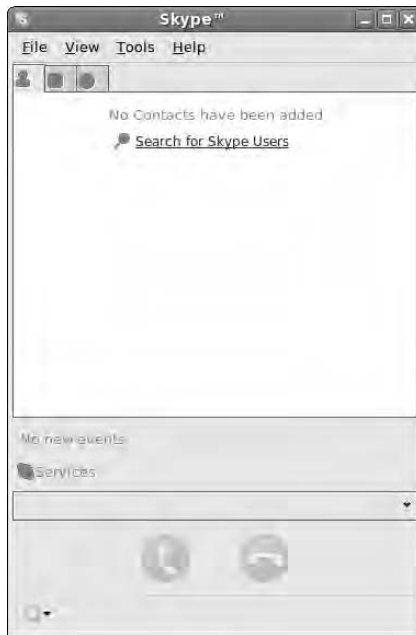 Skype™
File View Tools Help
No Contacts have been added
Search for Skype Users
No new events
Services